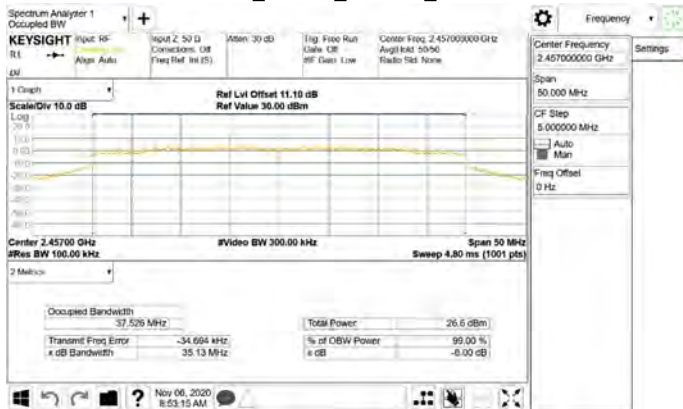 Spectrum Analyzer 1
Occupied BW
+
Frequency
KEYSIGHT
Input: RF
Input Z: 50 Ω
Atten: 30 dB
Trig: Free Run
Center Freq: 2.457000000 GHz
Corrections: Off
Gate: Off
Avg|Hold: 50/50
Align: Auto
Freq Ref: Int (S)
#IF Gain: Low
Radio Std: None
Center Frequency
2.457000000 GHz
Settings
Span
50.000 MHz
CF Step
5.000000 MHz
Auto
Man
Freq Offset
0 Hz
1 Graph
Ref Lvl Offset 11.10 dB
Scale/Div 10.0 dB
Ref Value 30.00 dBm
Log
Center 2.45700 GHz
#Video BW 300.00 kHz
Span 50 MHz
#Res BW 100.00 kHz
Sweep 4.80 ms (1001 pts)
2 Metrics
Occupied Bandwidth
37.526 MHz
Total Power
26.6 dBm
Transmit Freq Error
-34.694 kHz
% of OBW Power
99.00 %
x dB Bandwidth
35.13 MHz
x dB
-6.00 dB
?
Nov 06, 2020
8:53:15 AM